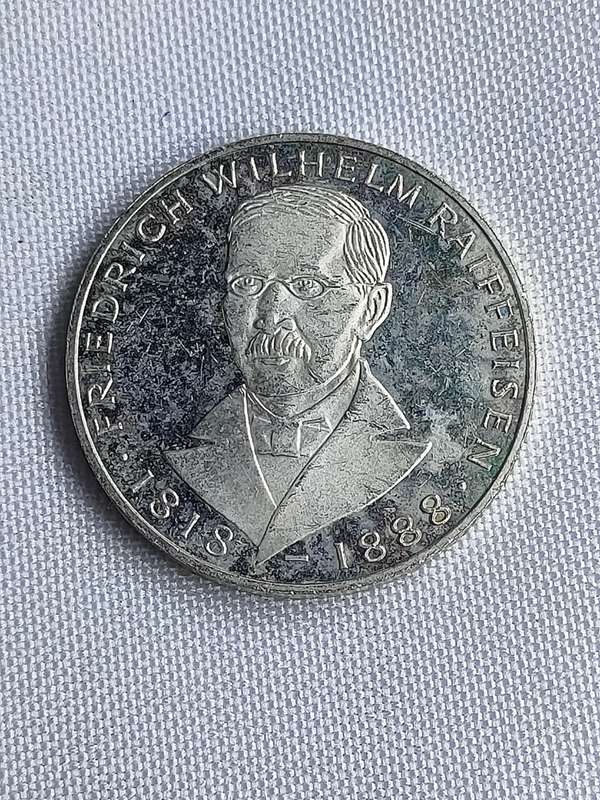 · FRIEDRICH WILHELM RAIFFEISEN ·
1818 – 1888